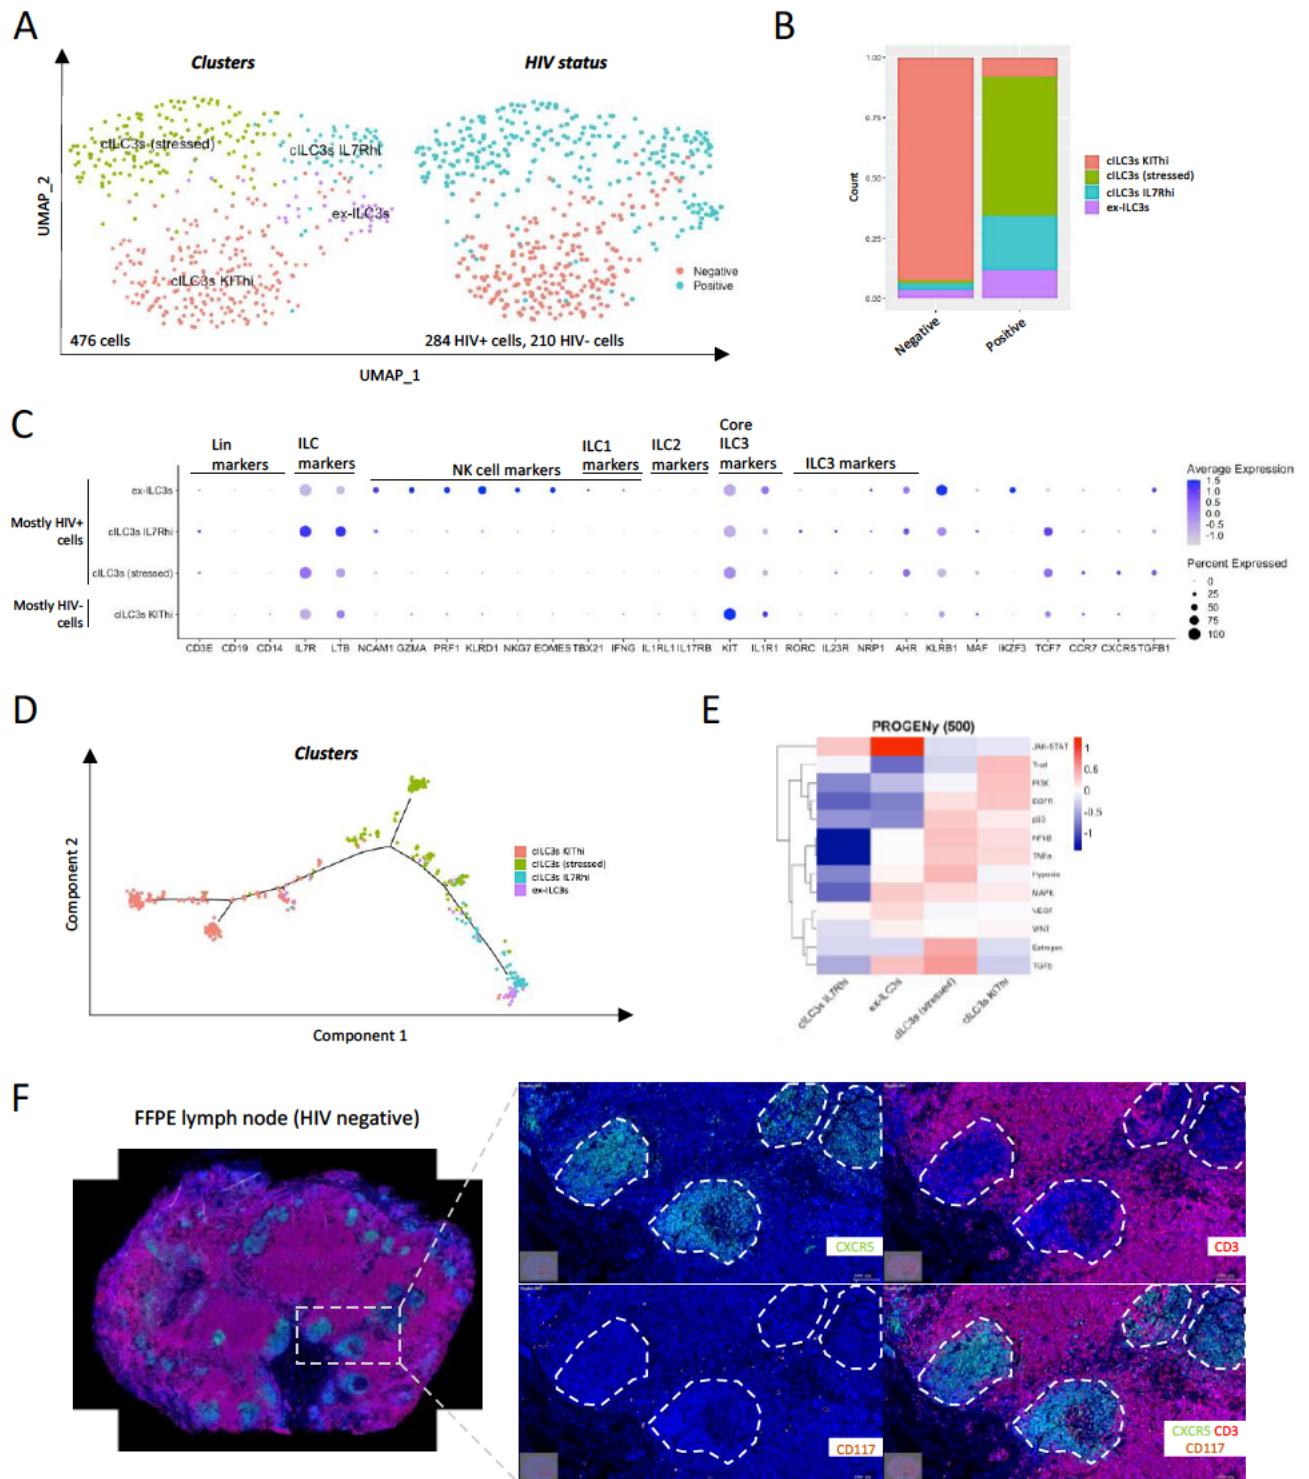 A
B
Clusters
HIV status
UMAP_2
cILC3s (stressed)
cILC3s IL7Rhi
ex-ILC3s
cILC3s KIThi
Negative
Positive
476 cells
284 HIV+ cells, 210 HIV- cells
UMAP_1
Count
1.00
0.75
0.50
0.25
0.00
Negative
Positive
cILC3s KIThi
cILC3s (stressed)
cILC3s IL7Rhi
ex-ILC3s
C
Lin markers
ILC markers
NK cell markers
ILC1 markers
ILC2 markers
Core ILC3 markers
ILC3 markers
Mostly HIV+ cells
Mostly HIV- cells
ex-ILC3s
cILC3s IL7Rhi
cILC3s (stressed)
cILC3s KIThi
CD3E CD19 CD14 IL7R LTB NCAM1 GZMA PRF1 KLRD1 NKG7 EOMES TBX21 IFNG IL1RL1 IL17RB KIT IL1R1 RORC IL23R NRP1 AHR KLRB1 MAF IKZF3 TCF7 CCR7 CXCR5 TGFB1
Average Expression
1.5
1.0
0.5
0.0
-0.5
-1.0
Percent Expressed
0
25
50
75
100
D
Clusters
Component 2
Component 1
cILC3s KIThi
cILC3s (stressed)
cILC3s IL7Rhi
ex-ILC3s
E
PROGENy (500)
JAK-STAT
Trail
PI3K
EGFR
p53
NFkB
TNFa
Hypoxia
MAPK
VEGF
WNT
Estrogen
TGFb
1
0.5
0
-0.5
-1
cILC3s IL7Rhi
ex-ILC3s
cILC3s (stressed)
cILC3s KIThi
F
FFPE lymph node (HIV negative)
CXCR5
CD3
CD117
CXCR5 CD3
CD117